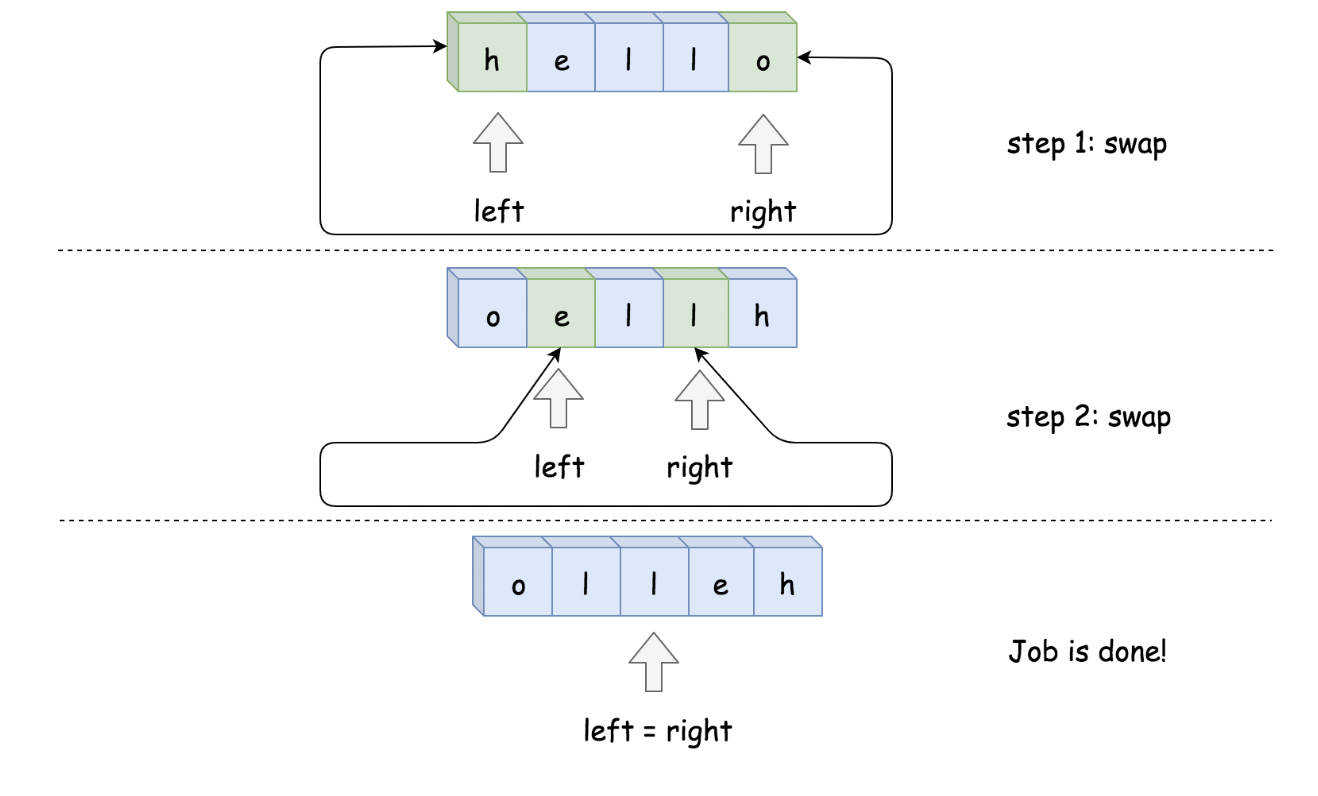 h e l l o
step 1: swap
left right
o e l l h
step 2: swap
left right
o l l e h
Job is done!
left = right